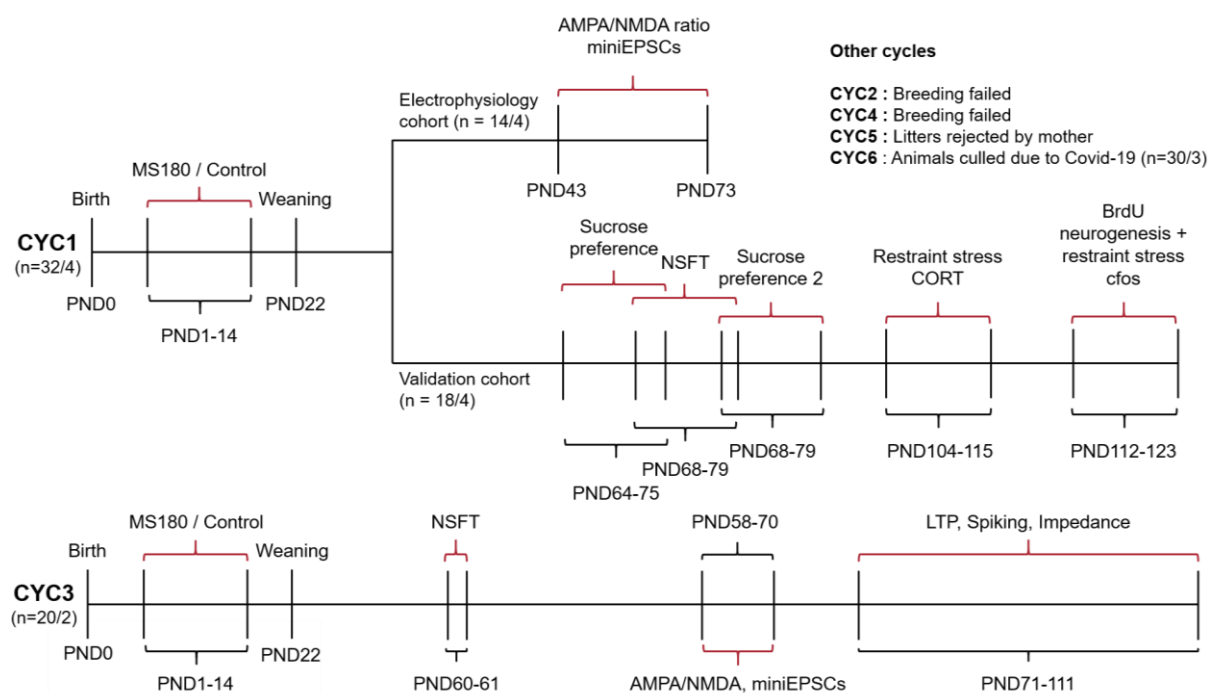 AMPA/NMDA ratio
miniEPSCs
Other cycles
CYC2 : Breeding failed
CYC4 : Breeding failed
CYC5 : Litters rejected by mother
CYC6 : Animals culled due to Covid-19 (n=30/3)
Electrophysiology
cohort (n = 14/4)
PND43
PND73
MS180 / Control
Birth
Weaning
CYC1
(n=32/4)
PND0
PND22
PND1-14
Sucrose
preference
NSFT
Sucrose
preference 2
Restraint stress
CORT
BrdU
neurogenesis +
restraint stress
cfos
Validation cohort
(n = 18/4)
PND64-75
PND68-79
PND68-79
PND104-115
PND112-123
MS180 / Control
Birth
Weaning
NSFT
PND58-70
LTP, Spiking, Impedance
CYC3
(n=20/2)
PND0
PND22
PND1-14
PND60-61
AMPA/NMDA, miniEPSCs
PND71-111